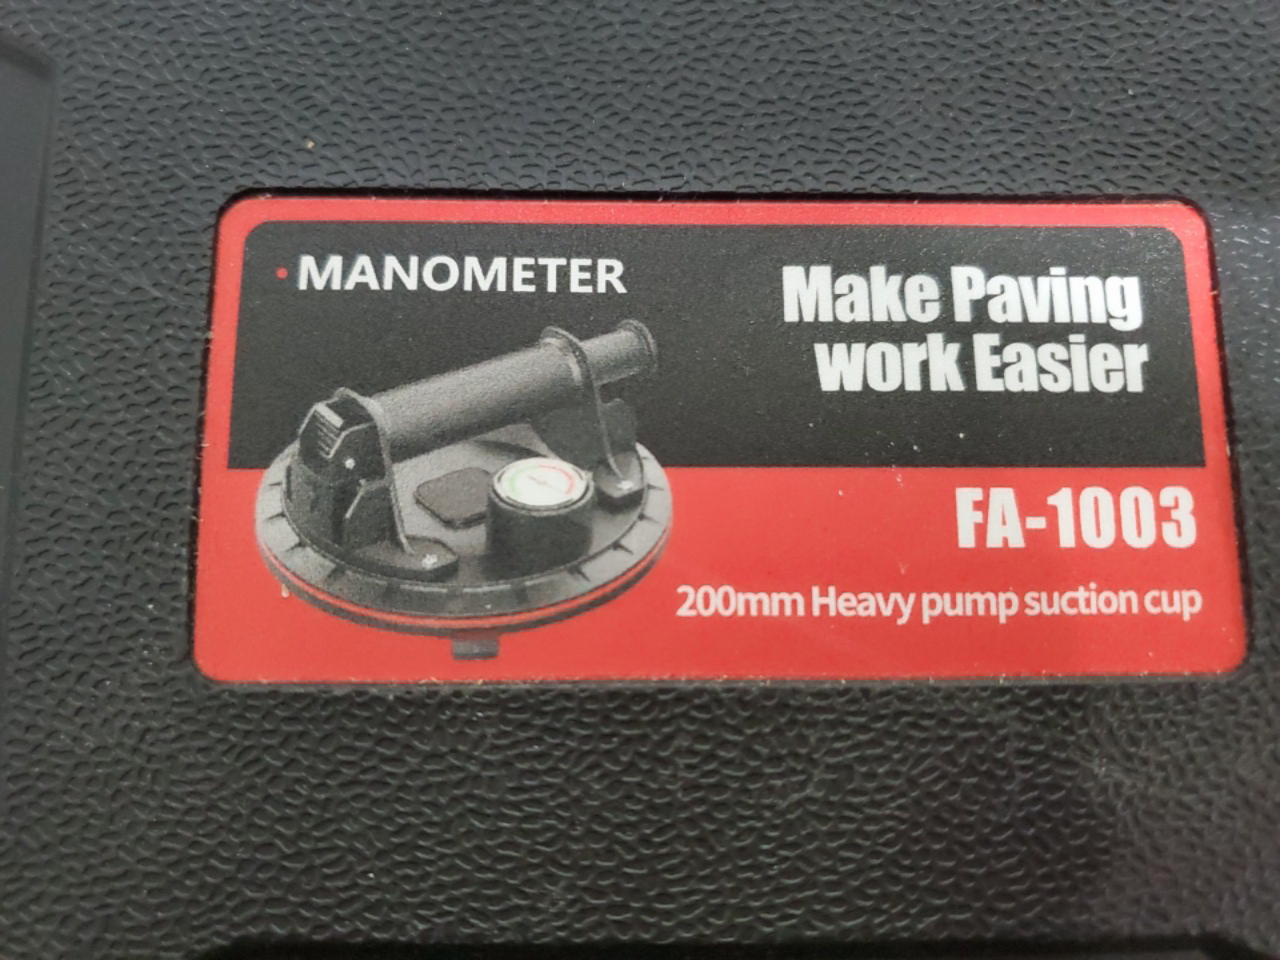 • MANOMETER
Make Paving
work Easier
FA-1003
200mm Heavy pump suction cup